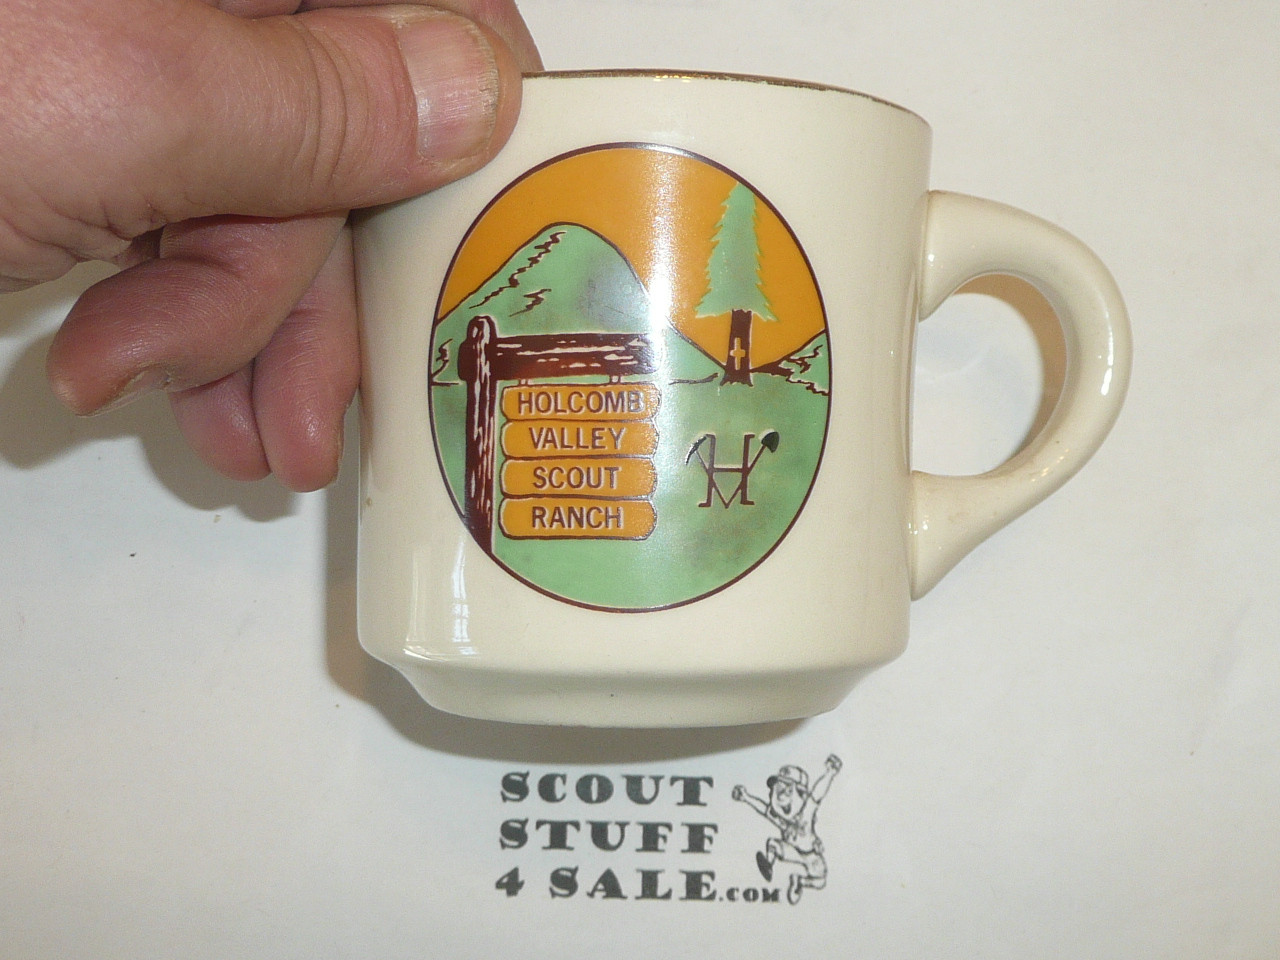 HOLCOMB
VALLEY
SCOUT
RANCH
H
SCOUT
STUFF
4 SALE.COM